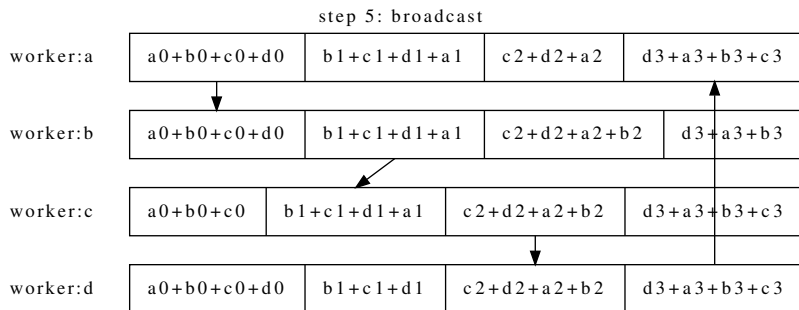 step 5: broadcast
worker:a a0+b0+c0+d0 b1+c1+d1+a1 c2+d2+a2 d3+a3+b3+c3
worker:b a0+b0+c0+d0 b1+c1+d1+a1 c2+d2+a2+b2 d3+a3+b3
worker:c a0+b0+c0 b1+c1+d1+a1 c2+d2+a2+b2 d3+a3+b3+c3
worker:d a0+b0+c0+d0 b1+c1+d1 c2+d2+a2+b2 d3+a3+b3+c3